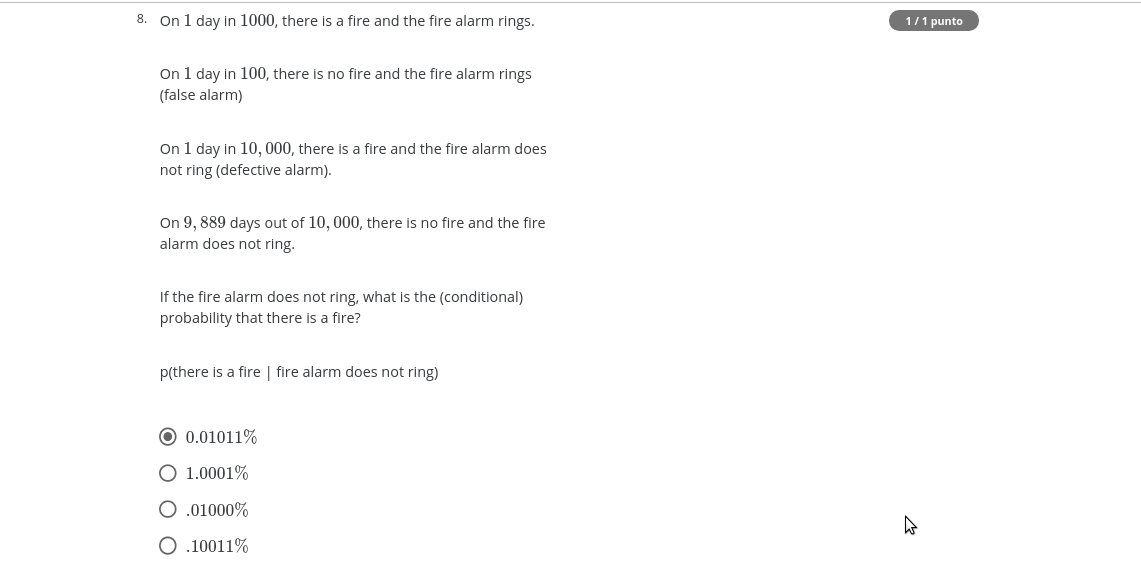 8. On 1 day in 1000, there is a fire and the fire alarm rings.
1 / 1 punto
On 1 day in 100, there is no fire and the fire alarm rings
(false alarm)
On 1 day in 10,000, there is a fire and the fire alarm does
not ring (defective alarm).
On 9,889 days out of 10,000, there is no fire and the fire
alarm does not ring.
If the fire alarm does not ring, what is the (conditional)
probability that there is a fire?
p(there is a fire | fire alarm does not ring)
0.01011%
1.0001%
.01000%
.10011%